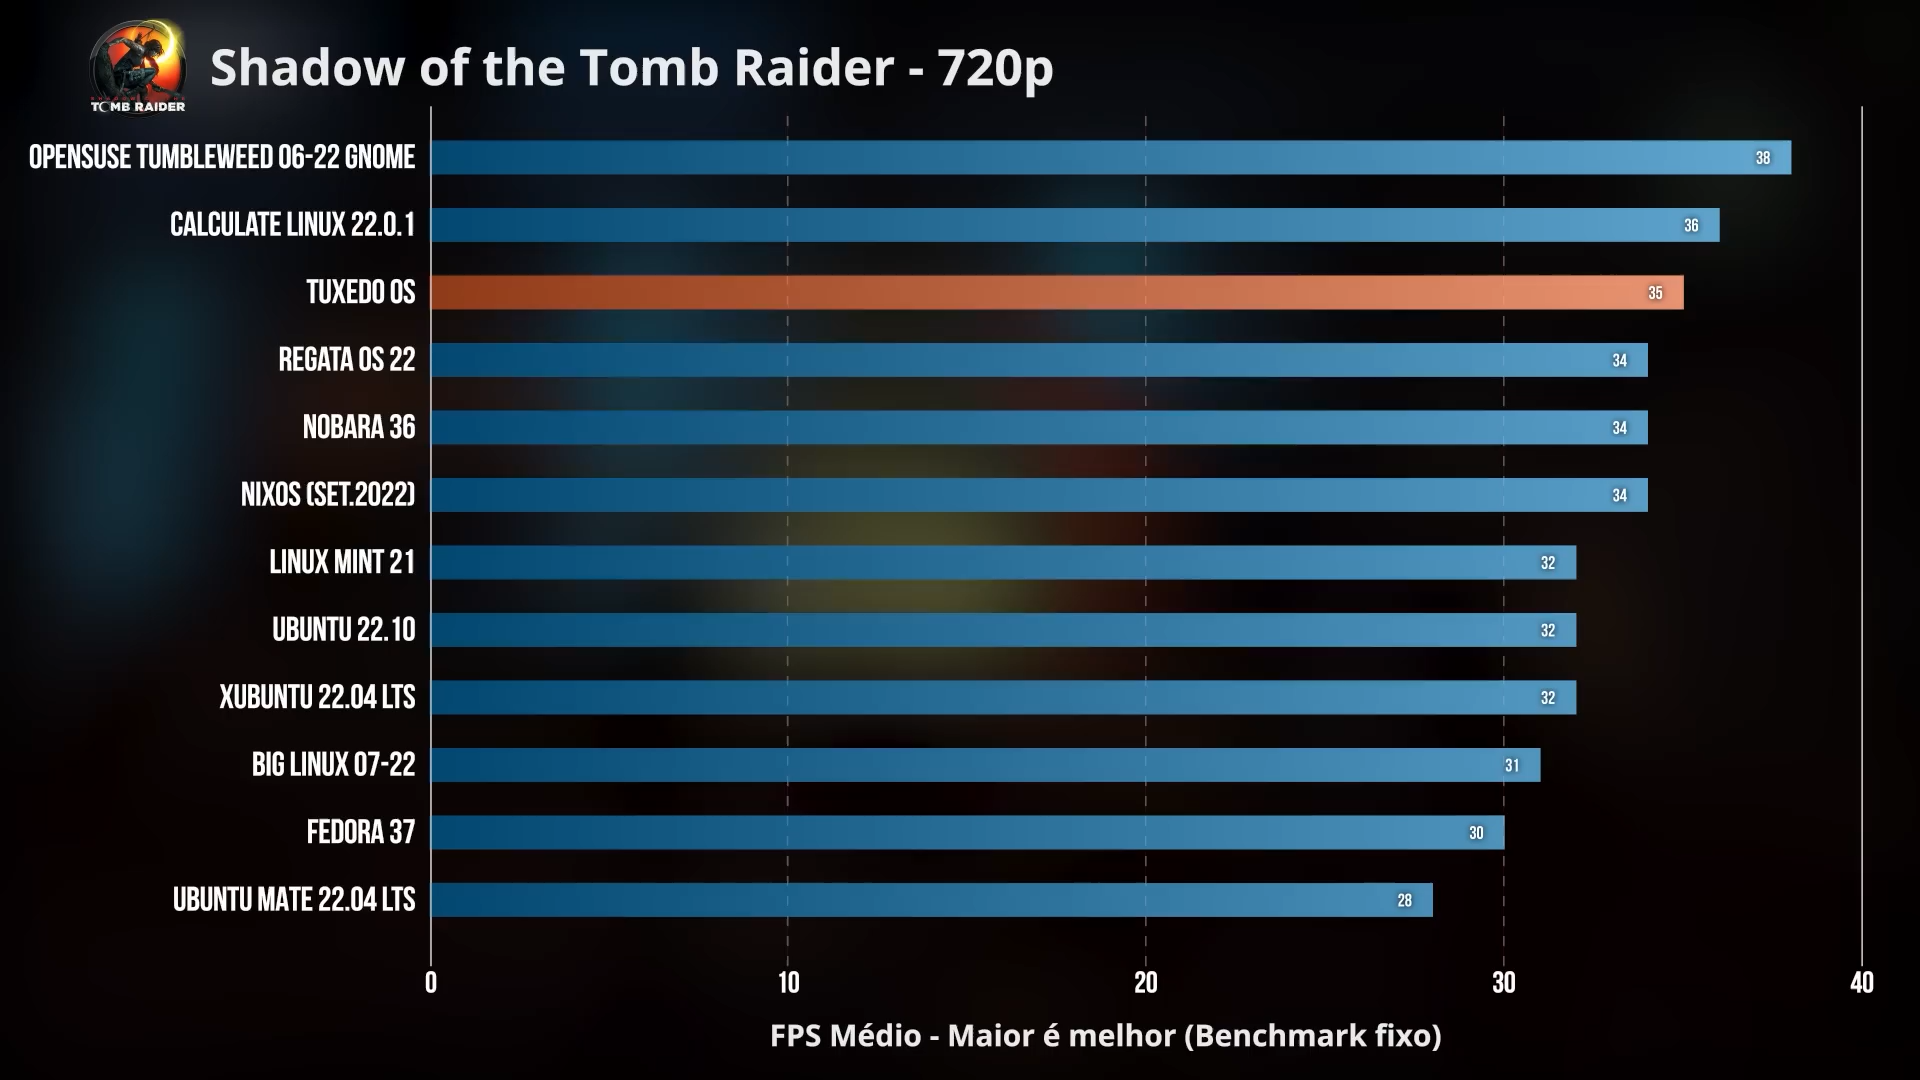 TOMB RAIDER
Shadow of the Tomb Raider - 720p
OPENSUSE TUMBLEWEED 06-22 GNOME 38
CALCULATE LINUX 22.0.1 36
TUXEDO OS 35
REGATA OS 22 34
NOBARA 36 34
NIXOS (SET.2022) 34
LINUX MINT 21 32
UBUNTU 22.10 32
XUBUNTU 22.04 LTS 32
BIG LINUX 07-22 31
FEDORA 37 30
UBUNTU MATE 22.04 LTS 28
0 10 20 30 40
FPS Médio - Maior é melhor (Benchmark fixo)